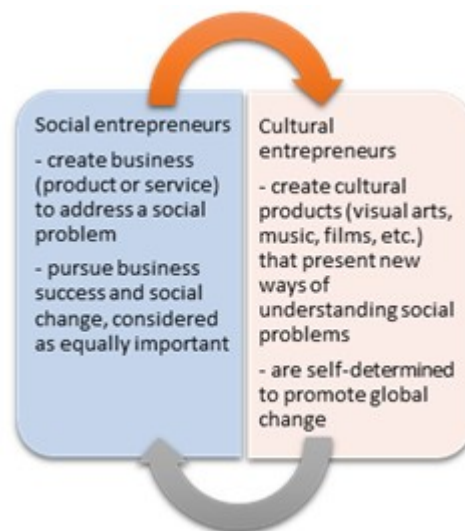 Social entrepreneurs
- create business
(product or service)
to address a social
problem
- pursue business
success and social
change, considered
as equally important
Cultural
entrepreneurs
- create cultural
products (visual arts,
music, films, etc.)
that present new
ways of
understanding social
problems
- are self-determined
to promote global
change